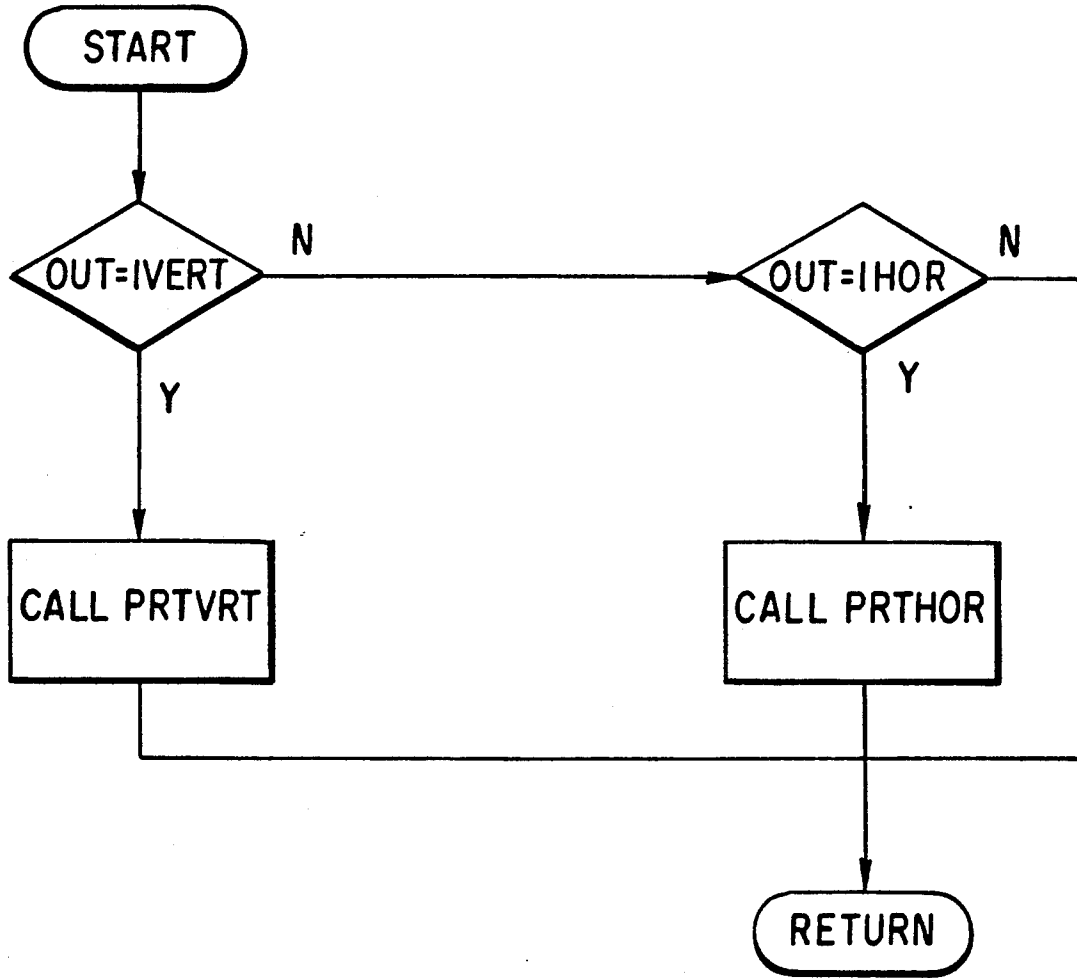 START
OUT=IVERT
N
OUT=IHOR
N
Y
Y
CALL PRTVRT
CALL PRTHOR
RETURN